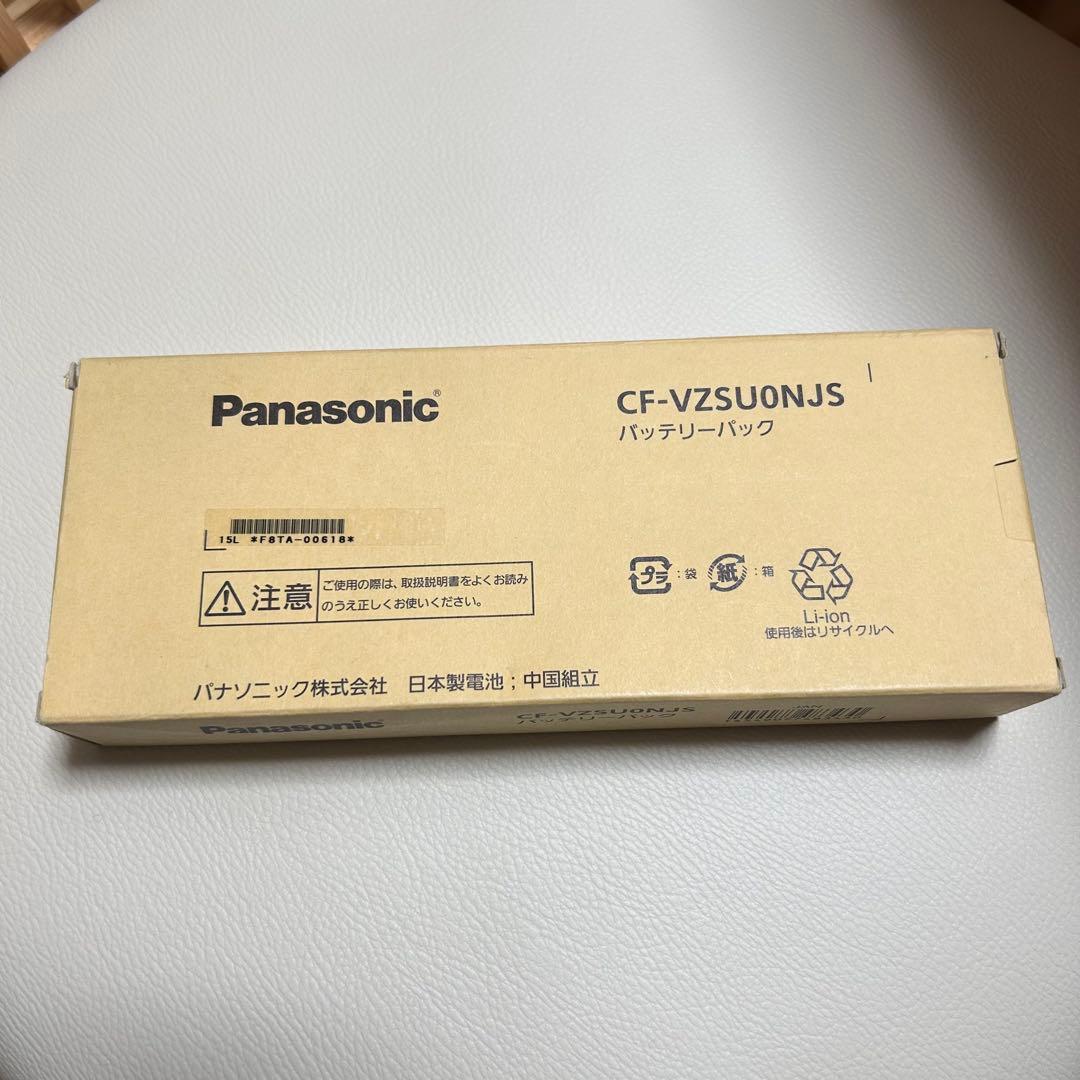 Panasonic®
CF-VZSU0NJS
バッテリーパック
15L *F8TA-00618*
注意
ご使用の際は、取扱説明書をよくお読み
のうえ正しくお使いください。
プラ : 袋 紙 : 箱
Li-ion
使用後はリサイクルへ
パナソニック株式会社 日本製電池；中国組立
Panasonic
CF-VZSU0NJS
バッテリーパック
JAN